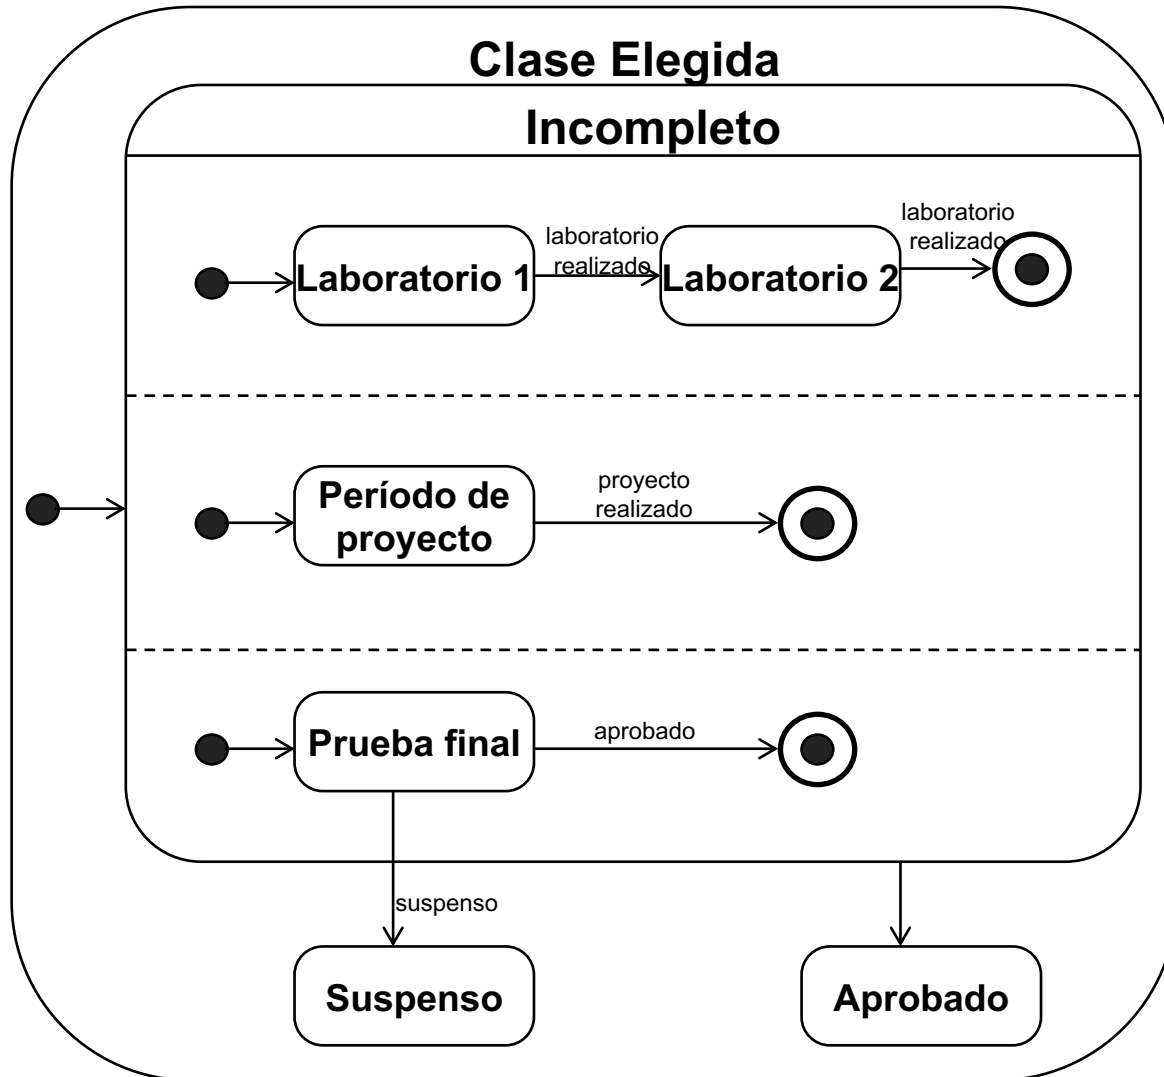 Clase Elegida
Incompleto
laboratorio
realizado
laboratorio
realizado
Laboratorio 1
Laboratorio 2
Período de
proyecto
proyecto
realizado
Prueba final
aprobado
suspenso
Suspenso
Aprobado